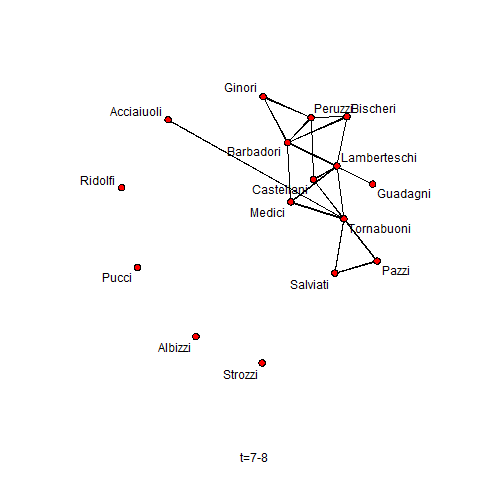 Ginori
Acciaiuoli
Peruzzi
Bischeri
Barbadori
Lamberteschi
Ridolfi
Castellani
Guadagni
Medici
Tornabuoni
Pucci
Salviati
Pazzi
Albizzi
Strozzi
t=7-8